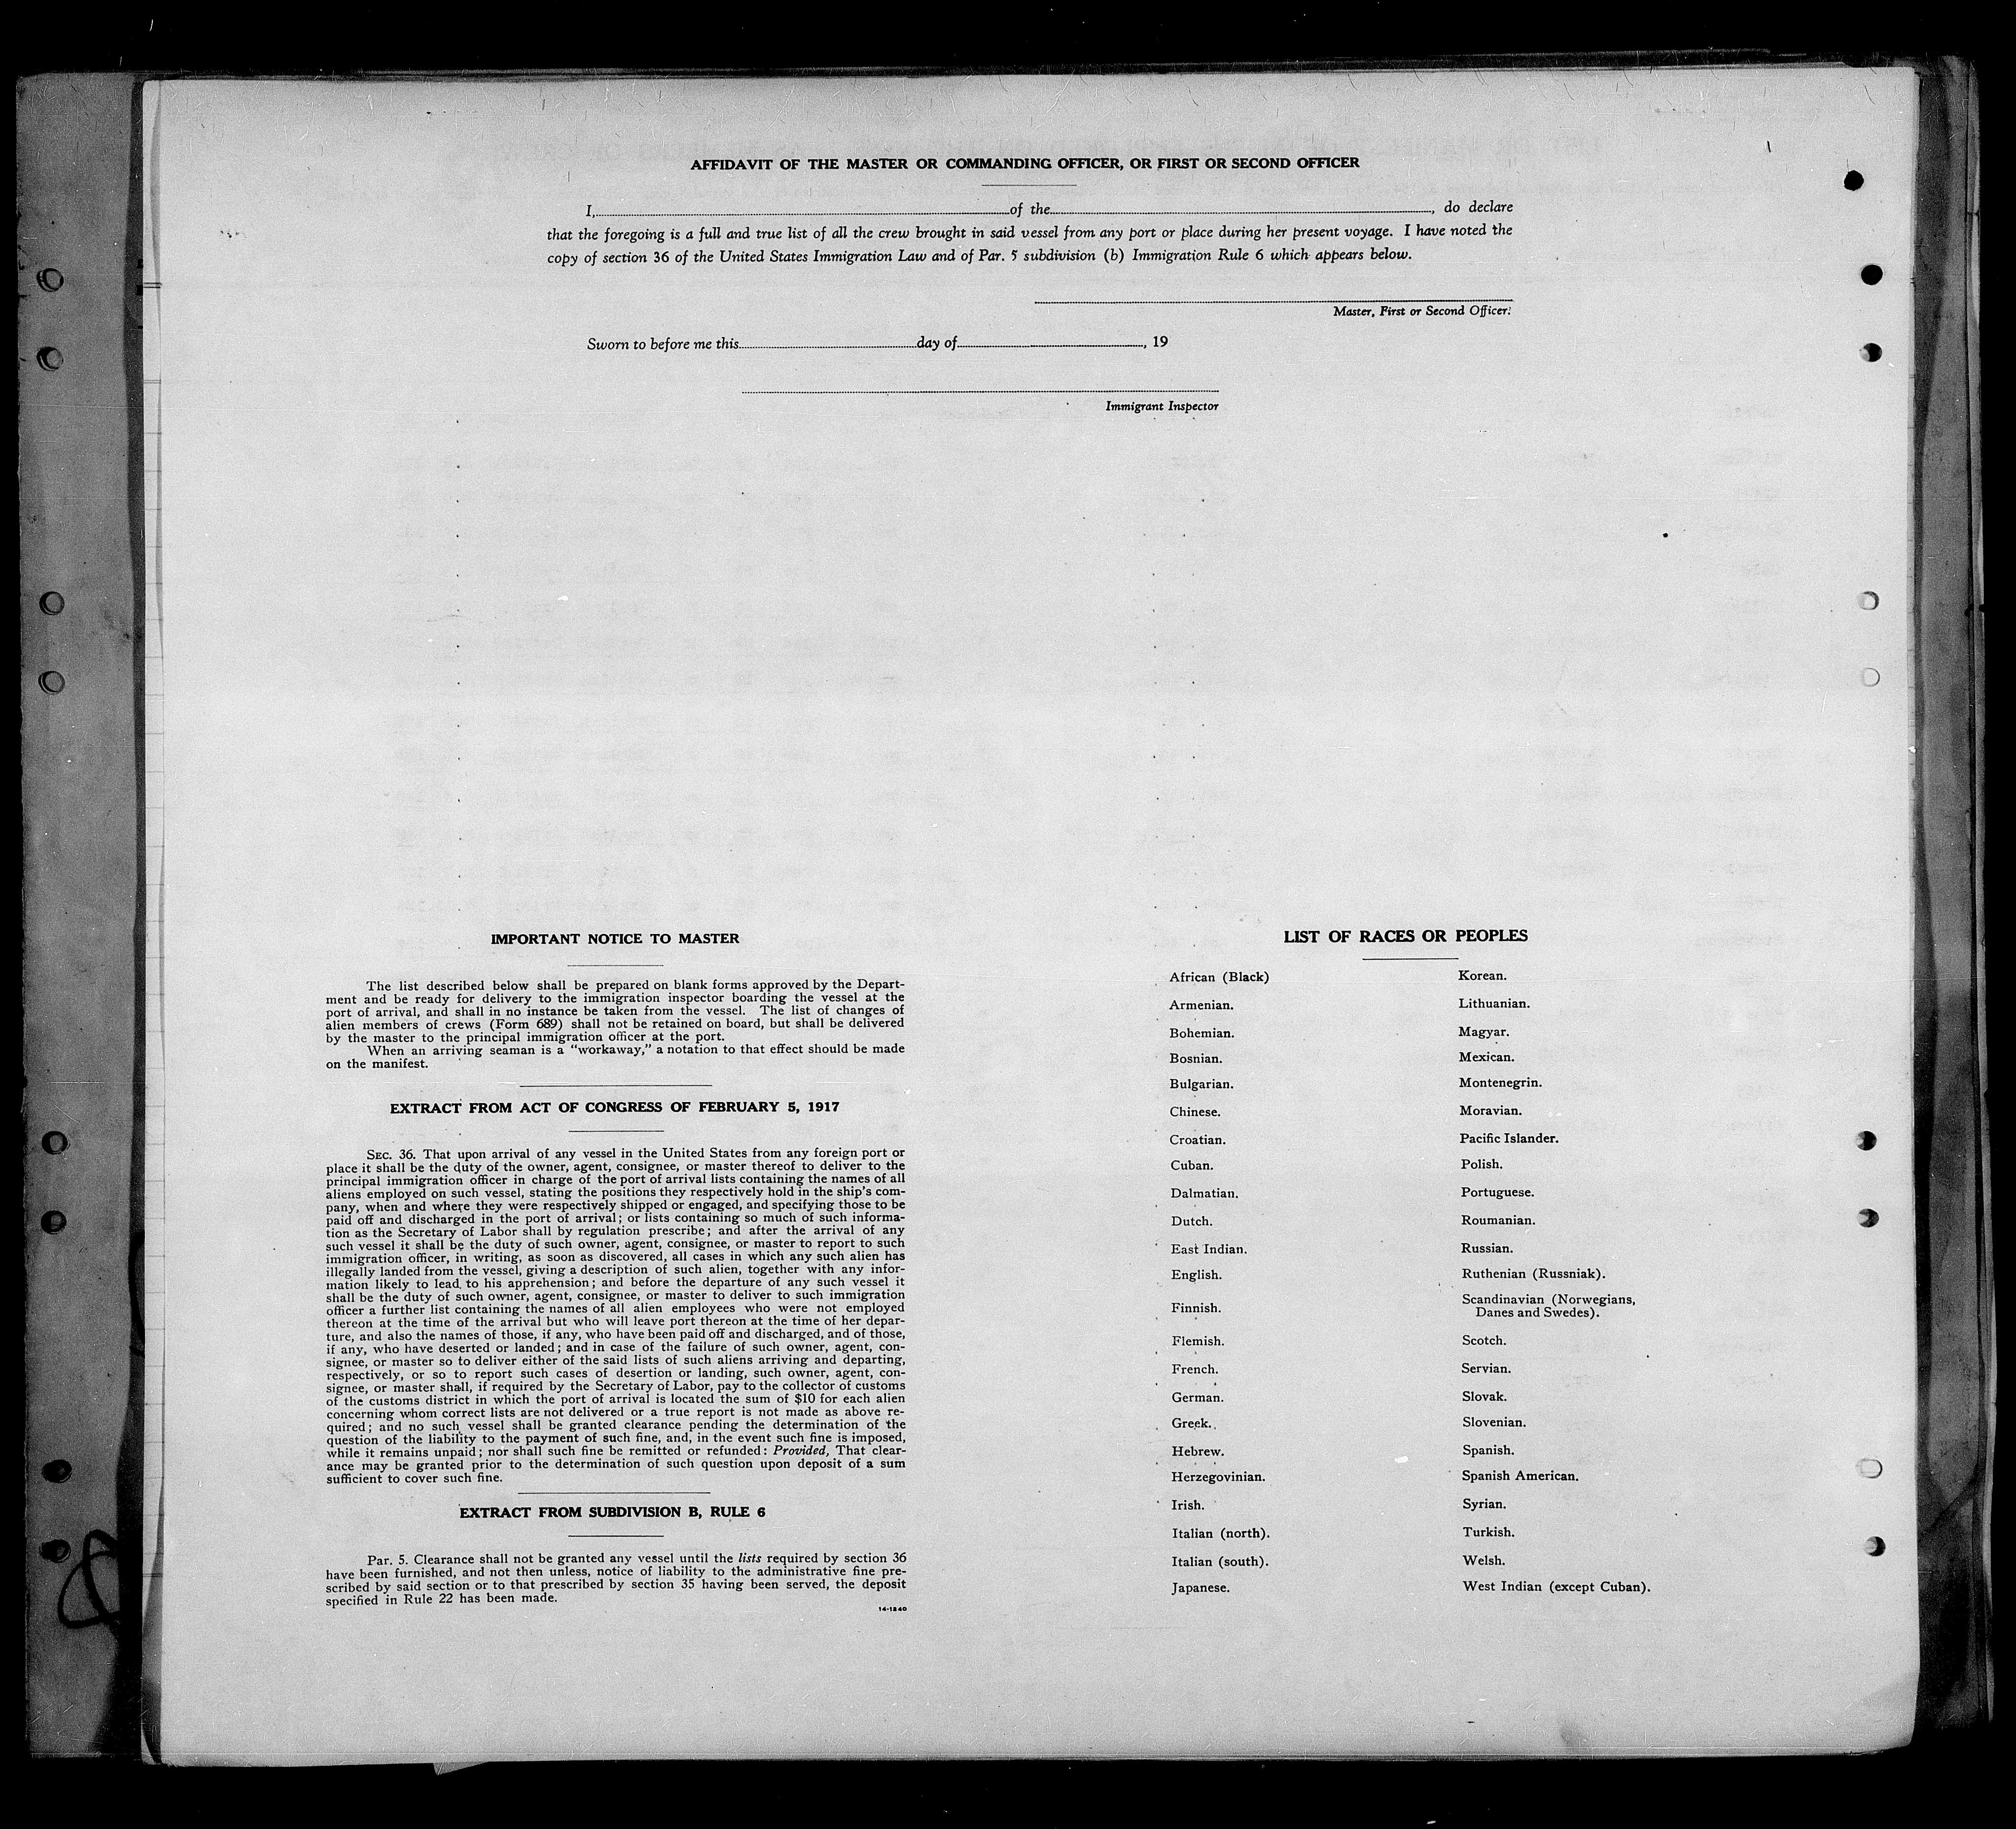 AFFIDAVIT OF THE MASTER OR COMMANDING OFFICER, OR FIRST OR SECOND OFFICER
I, of the , do declare
that the foregoing is a full and true list of all the crew brought in said vessel from any port or place during her present voyage. I have noted the
copy of section 36 of the United States Immigration Law and of Par. 5 subdivision (b) Immigration Rule 6 which appears below.
Master, First or Second Officer.
Sworn to before me this day of , 19
Immigrant Inspector
IMPORTANT NOTICE TO MASTER
The list described below shall be prepared on blank forms approved by the Depart-
ment and be ready for delivery to the immigration inspector boarding the vessel at the
port of arrival, and shall in no instance be taken from the vessel. The list of changes of
alien members of crews (Form 689) shall not be retained on board, but shall be delivered
by the master to the principal immigration officer at the port.
When an arriving seaman is a "workaway," a notation to that effect should be made
on the manifest.
EXTRACT FROM ACT OF CONGRESS OF FEBRUARY 5, 1917
SEC. 36. That upon arrival of any vessel in the United States from any foreign port or
place it shall be the duty of the owner, agent, consignee, or master thereof to deliver to the
principal immigration officer in charge of the port of arrival lists containing the names of all
aliens employed on such vessel, stating the positions they respectively hold in the ship's com-
pany, when and where they were respectively shipped or engaged, and specifying those to be
paid off and discharged in the port of arrival; or lists containing so much of such informa-
tion as the Secretary of Labor shall by regulation prescribe; and after the arrival of any
such vessel it shall be the duty of such owner, agent, consignee, or master to report to such
immigration officer, in writing, as soon as discovered, all cases in which any such alien has
illegally landed from the vessel, giving a description of such alien, together with any infor-
mation likely to lead to his apprehension; and before the departure of any such vessel it
shall be the duty of such owner, agent, consignee, or master to deliver to such immigration
officer a further list containing the names of all alien employees who were not employed
thereon at the time of the arrival but who will leave port thereon at the time of her depar-
ture, and also the names of those, if any, who have been paid off and discharged, and of those,
if any, who have deserted or landed; and in case of the failure of such owner, agent, con-
signee, or master so to deliver either of the said lists of such aliens arriving and departing,
respectively, or so to report such cases of desertion or landing, such owner, agent, con-
signee, or master shall, if required by the Secretary of Labor, pay to the collector of customs
of the customs district in which the port of arrival is located the sum of $10 for each alien
concerning whom correct lists are not delivered or a true report is not made as above re-
quired; and no such vessel shall be granted clearance pending the determination of the
question of the liability to the payment of such fine, and, in the event such fine is imposed,
while it remains unpaid; nor shall such fine be remitted or refunded: Provided, That clear-
ance may be granted prior to the determination of such question upon deposit of a sum
sufficient to cover such fine.
EXTRACT FROM SUBDIVISION B, RULE 6
Par. 5. Clearance shall not be granted any vessel until the lists required by section 36
have been furnished, and not then unless, notice of liability to the administrative fine pre-
scribed by said section or to that prescribed by section 35 having been served, the deposit
specified in Rule 22 has been made.
14-1240
LIST OF RACES OR PEOPLES
African (Black)
Armenian.
Bohemian.
Bosnian.
Bulgarian.
Chinese.
Croatian.
Cuban.
Dalmatian.
Dutch.
East Indian.
English.
Finnish.
Flemish.
French.
German.
Greek.
Hebrew.
Herzegovinian.
Irish.
Italian (north).
Italian (south).
Japanese.
Korean.
Lithuanian.
Magyar.
Mexican.
Montenegrin.
Moravian.
Pacific Islander.
Polish.
Portuguese.
Roumanian.
Russian.
Ruthenian (Russniak).
Scandinavian (Norwegians,
Danes and Swedes).
Scotch.
Servian.
Slovak.
Slovenian.
Spanish.
Spanish American.
Syrian.
Turkish.
Welsh.
West Indian (except Cuban).